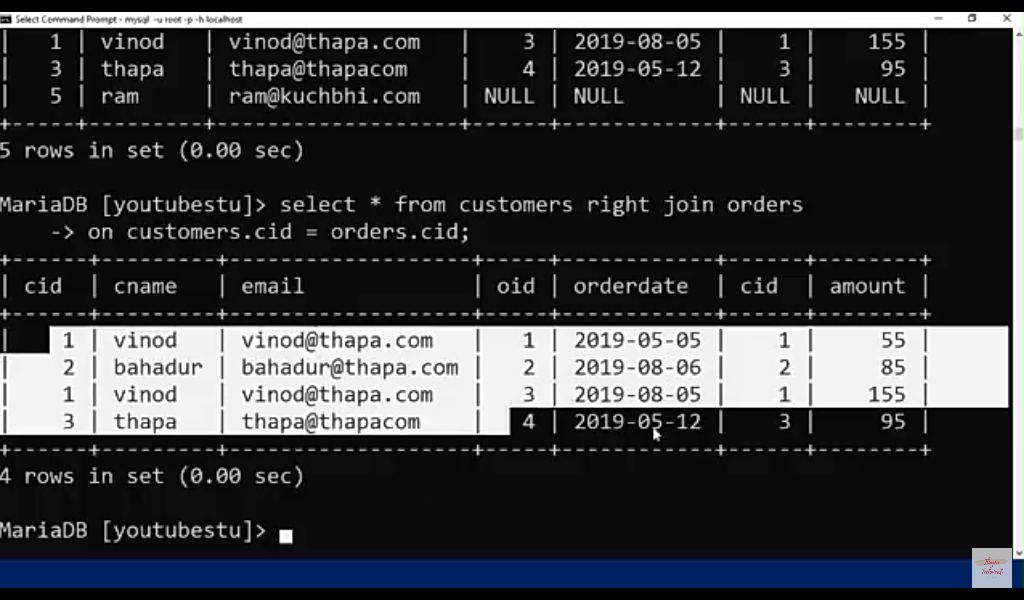 Select Command Prompt - mysql -u root -p -h localhost
| 1 | vinod | vinod@thapa.com | 3 | 2019-08-05 | 1 | 155 |
| 3 | thapa | thapa@thapacom | 4 | 2019-05-12 | 3 | 95 |
| 5 | ram | ram@kuchbhi.com | NULL | NULL | NULL | NULL |
5 rows in set (0.00 sec)
MariaDB [youtubestu]> select * from customers right join orders
-> on customers.cid = orders.cid;
| cid | cname | email | oid | orderdate | cid | amount |
| 1 | vinod | vinod@thapa.com | 1 | 2019-05-05 | 1 | 55 |
| 2 | bahadur | bahadur@thapa.com | 2 | 2019-08-06 | 2 | 85 |
| 1 | vinod | vinod@thapa.com | 3 | 2019-08-05 | 1 | 155 |
| 3 | thapa | thapa@thapacom | 4 | 2019-05-12 | 3 | 95 |
4 rows in set (0.00 sec)
MariaDB [youtubestu]>